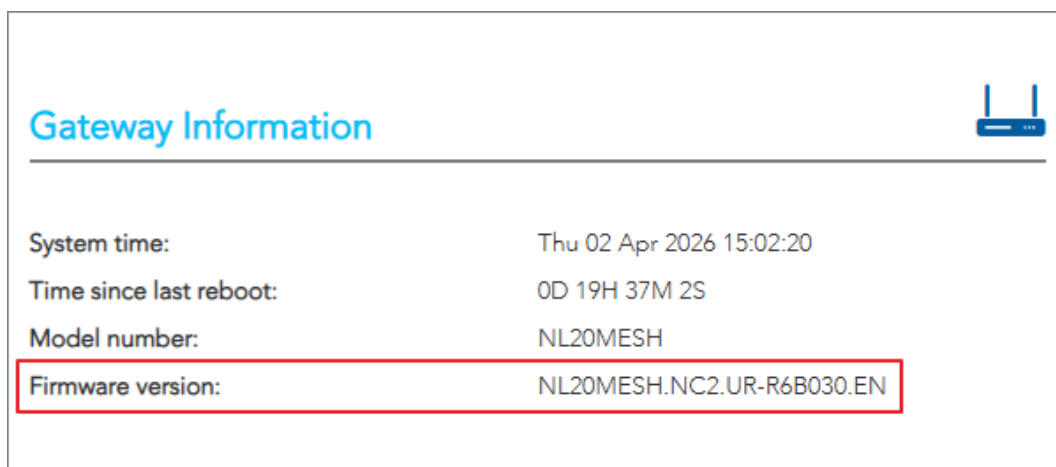 Gateway Information
System time: Thu 02 Apr 2026 15:02:20
Time since last reboot: 0D 19H 37M 2S
Model number: NL20MESH
Firmware version: NL20MESH.NC2.UR-R6B030.EN